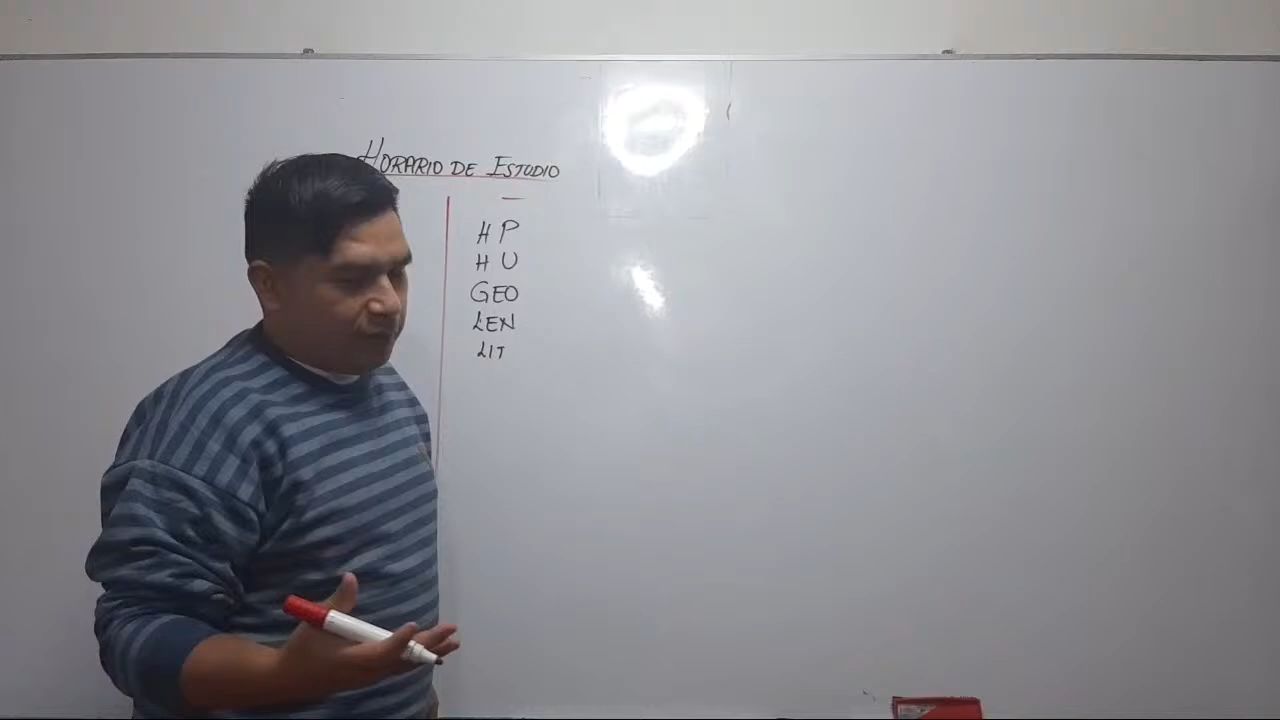 HORARIO DE ESTUDIO
H P
H U
GEO
LEN
LIT